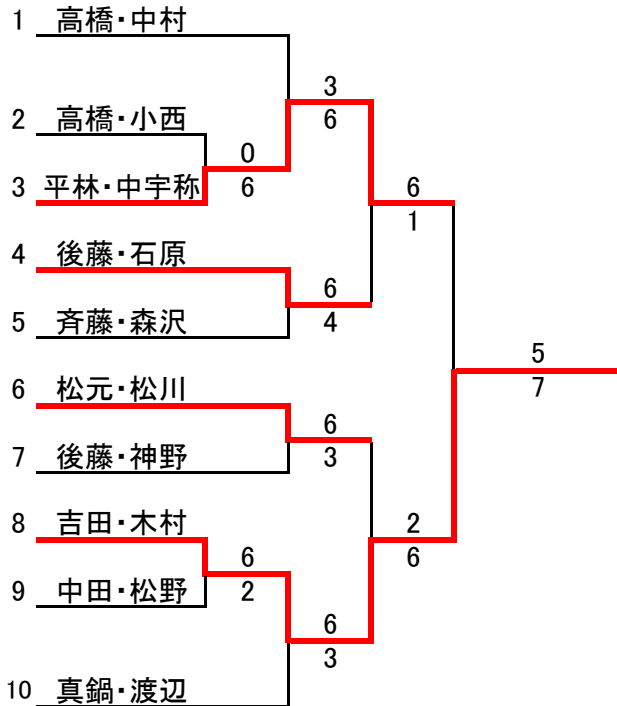 1 高橋・中村
3
6
2 高橋・小西
0
3 平林・中宇称
6
6
1
4 後藤・石原
6
4
5 斉藤・森沢
5
7
6 松元・松川
6
3
7 後藤・神野
8 吉田・木村
2
6
6
2
9 中田・松野
6
3
10 真鍋・渡辺